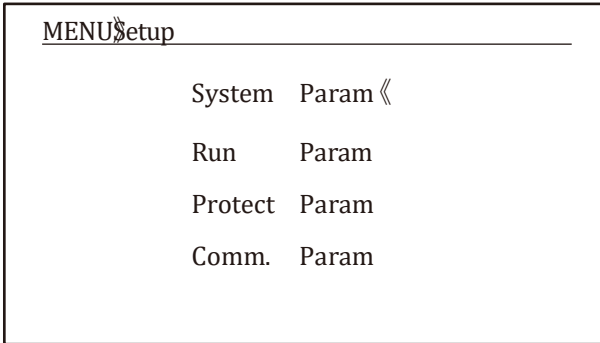 MENU》Setup
System Param《
Run Param
Protect Param
Comm. Param